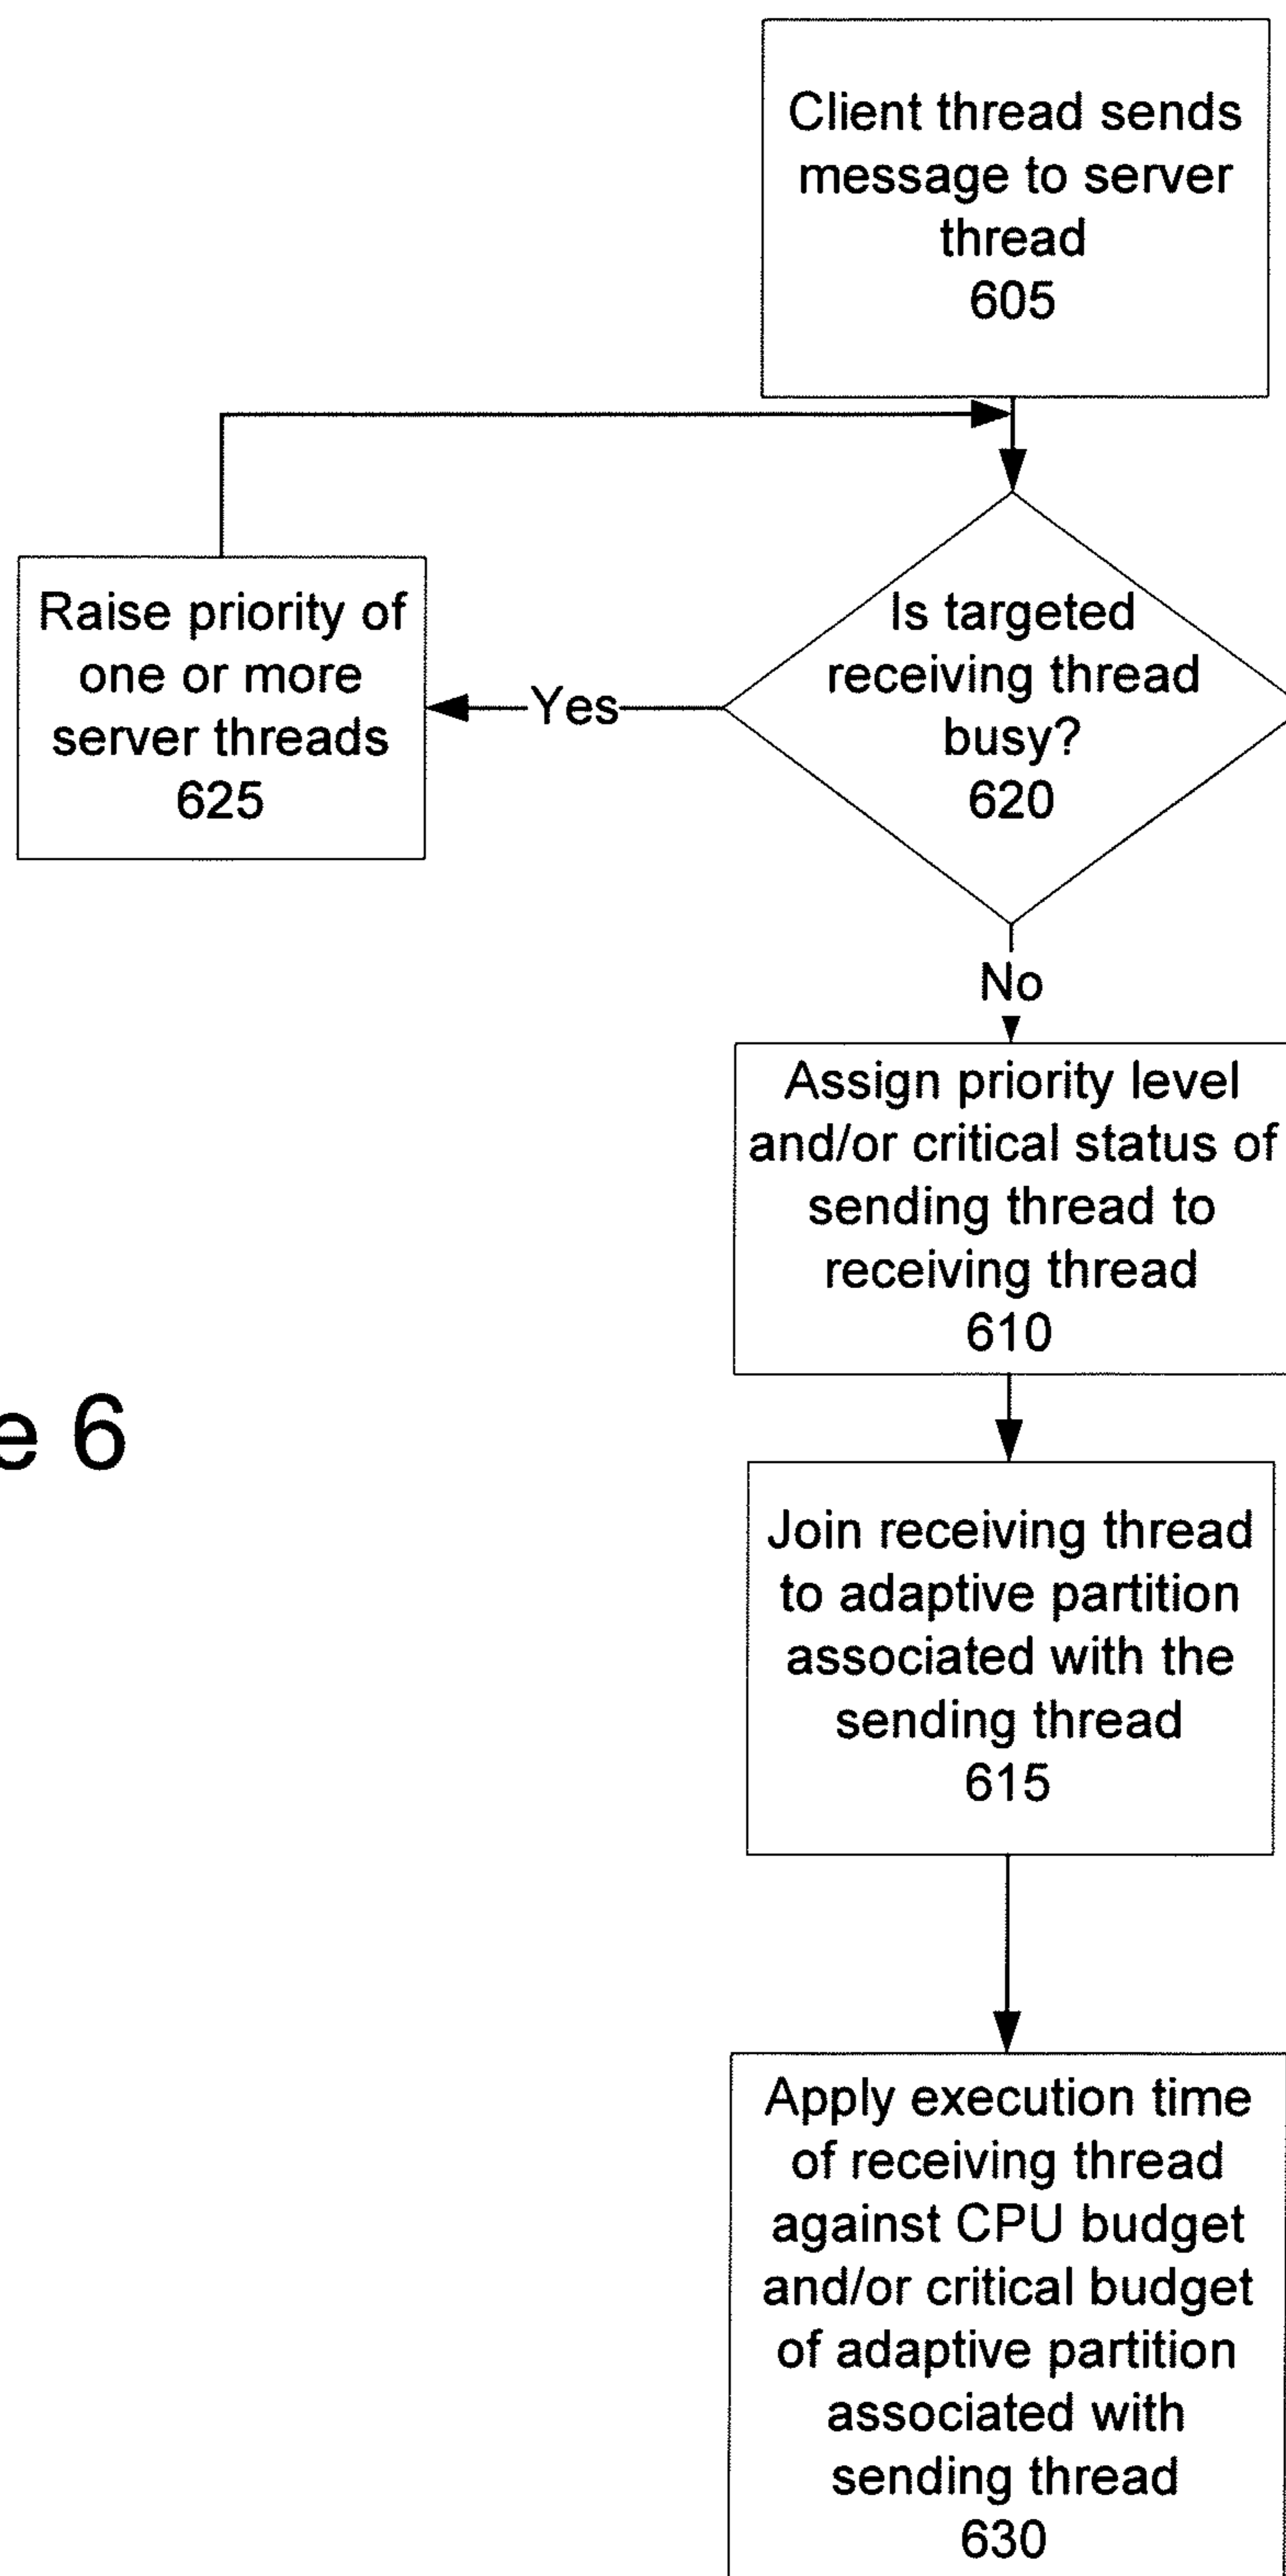 Client thread sends
message to server
thread
605
Is targeted
receiving thread
busy?
620
Yes
Raise priority of
one or more
server threads
625
No
Assign priority level
and/or critical status of
sending thread to
receiving thread
610
e 6
Join receiving thread
to adaptive partition
associated with the
sending thread
615
Apply execution time
of receiving thread
against CPU budget
and/or critical budget
of adaptive partition
associated with
sending thread
630